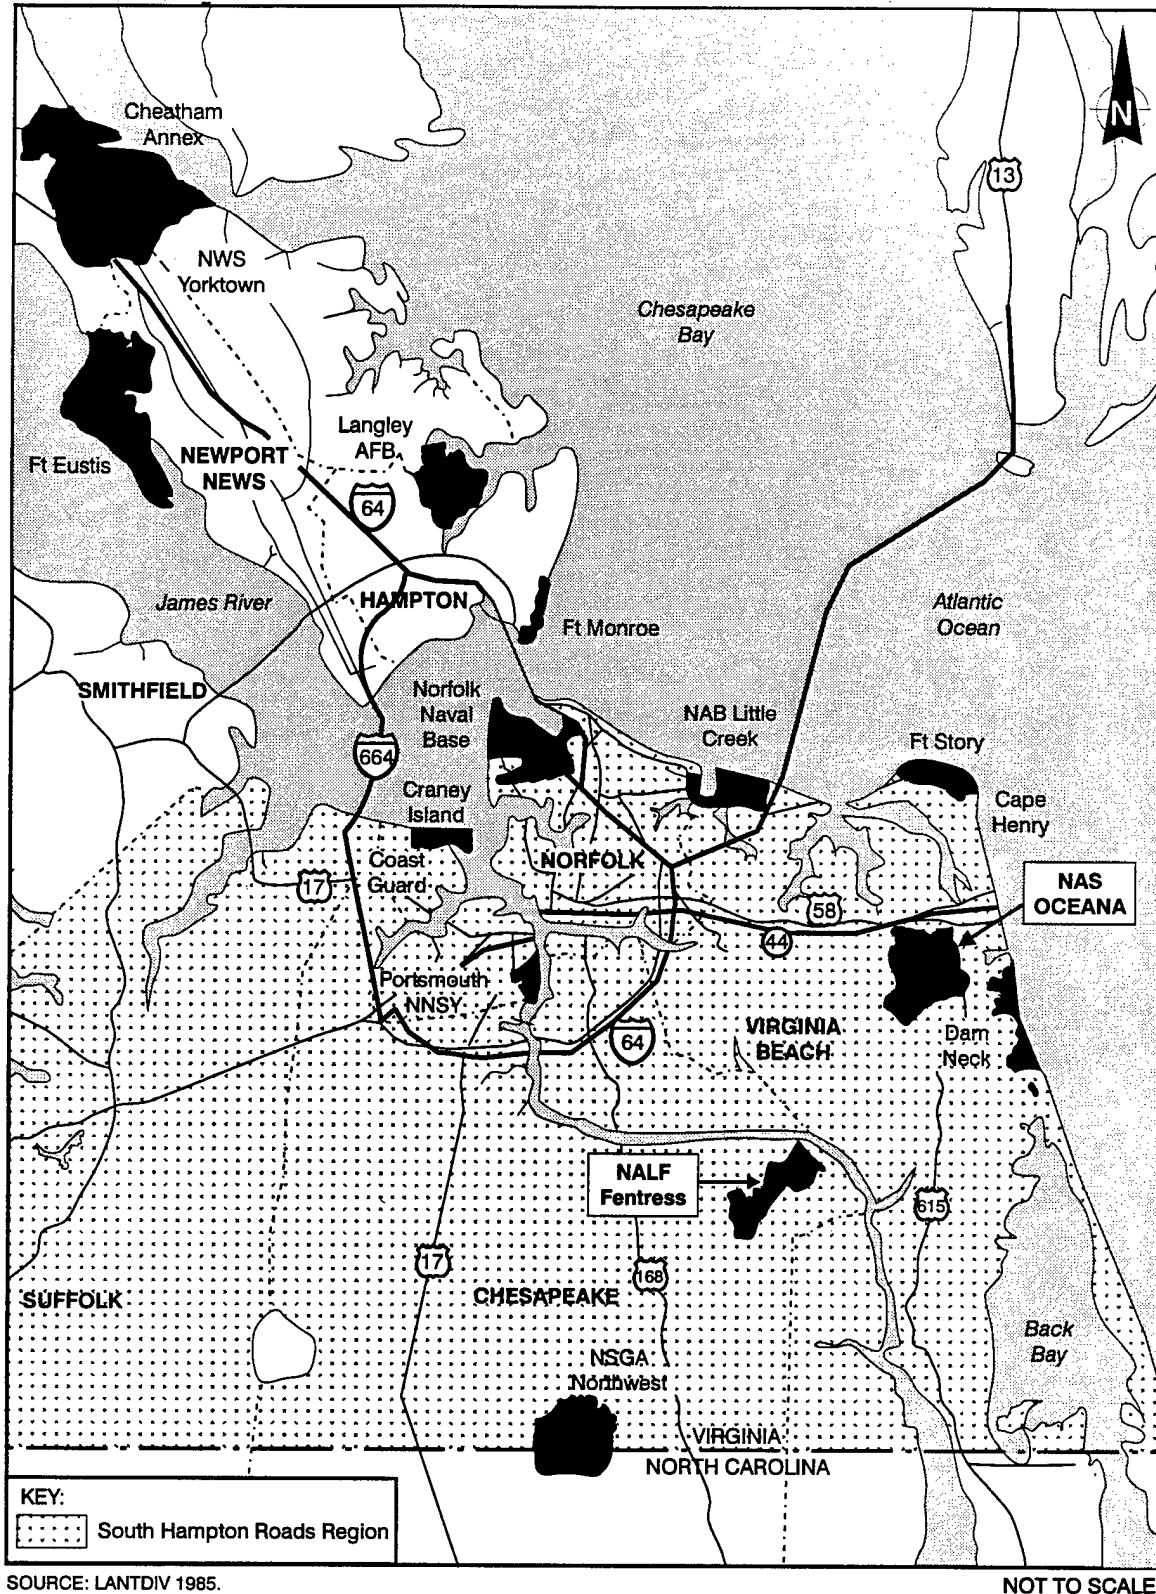 Cheatham
Annex
N
13
NWS
Yorktown
Chesapeake
Bay
Langley
AFB
NEWPORT
NEWS
Ft Eustis
64
James River
HAMPTON
Ft Monroe
Atlantic
Ocean
SMITHFIELD
Norfolk
Naval
Base
NAB Little
Creek
Ft Story
664
Craney
Island
Cape
Henry
Coast
Guard
NORFOLK
17
58
NAS
OCEANA
44
Portsmouth
NNSY
64
VIRGINIA
BEACH
Dam
Neck
NALF
Fentress
615
17
168
SUFFOLK
CHESAPEAKE
Back
Bay
NSGA
Northwest
VIRGINIA
NORTH CAROLINA
KEY:
South Hampton Roads Region
SOURCE: LANTDIV 1985.
NOT TO SCALE